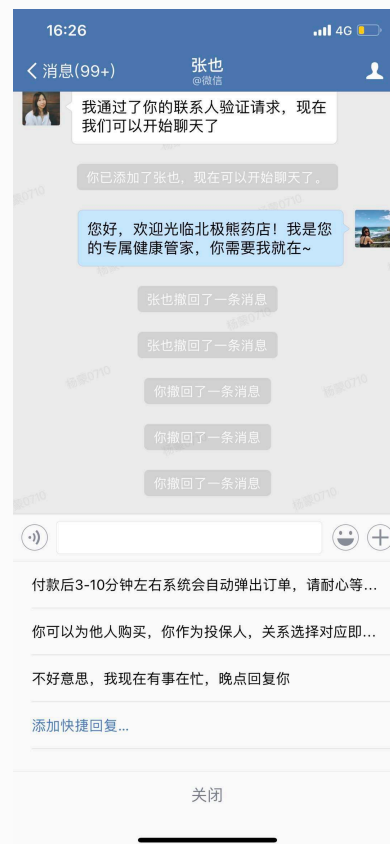 16:26
4G
消息(99+)
张也
@微信
我通过了你的联系人验证请求，现在
我们可以开始聊天了
你已添加了张也，现在可以开始聊天了。
您好，欢迎光临北极熊药店！我是您
的专属健康管家，你需要我就在~
张也撤回了一条消息
张也撤回了一条消息
你撤回了一条消息
你撤回了一条消息
你撤回了一条消息
付款后3-10分钟左右系统会自动弹出订单，请耐心等...
你可以为他人购买，你作为投保人，关系选择对应即...
不好意思，我现在有事在忙，晚点回复你
添加快捷回复...
关闭